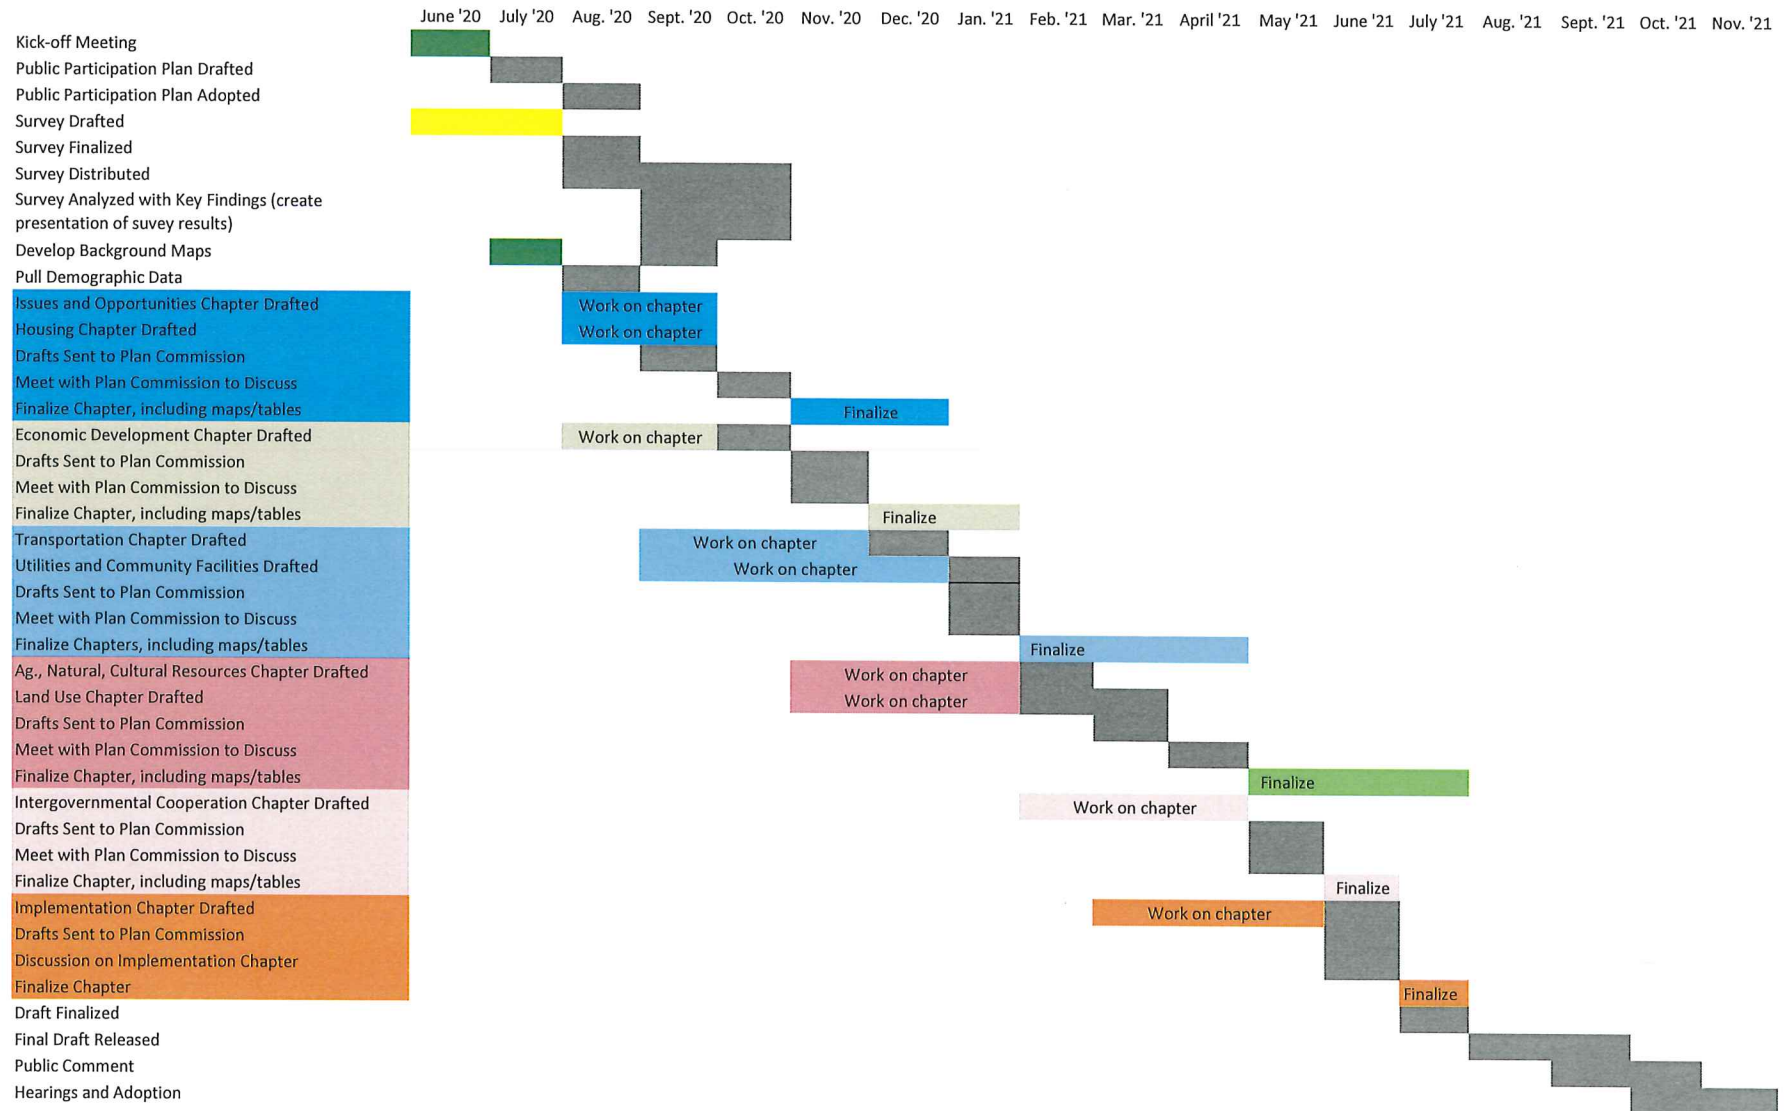 June '20 July '20 Aug. '20 Sept. '20 Oct. '20 Nov. '20 Dec. '20 Jan. '21 Feb. '21 Mar. '21 April '21 May '21 June '21 July '21 Aug. '21 Sept. '21 Oct. '21 Nov. '21
Kick-off Meeting
Public Participation Plan Drafted
Public Participation Plan Adopted
Survey Drafted
Survey Finalized
Survey Distributed
Survey Analyzed with Key Findings (create
presentation of suvey results)
Develop Background Maps
Pull Demographic Data
Issues and Opportunities Chapter Drafted Work on chapter
Housing Chapter Drafted Work on chapter
Drafts Sent to Plan Commission
Meet with Plan Commission to Discuss
Finalize Chapter, including maps/tables Finalize
Economic Development Chapter Drafted Work on chapter
Drafts Sent to Plan Commission
Meet with Plan Commission to Discuss
Finalize Chapter, including maps/tables Finalize
Transportation Chapter Drafted Work on chapter
Utilities and Community Facilities Drafted Work on chapter
Drafts Sent to Plan Commission
Meet with Plan Commission to Discuss
Finalize Chapters, including maps/tables Finalize
Ag., Natural, Cultural Resources Chapter Drafted Work on chapter
Land Use Chapter Drafted Work on chapter
Drafts Sent to Plan Commission
Meet with Plan Commission to Discuss
Finalize Chapter, including maps/tables Finalize
Intergovernmental Cooperation Chapter Drafted Work on chapter
Drafts Sent to Plan Commission
Meet with Plan Commission to Discuss
Finalize Chapter, including maps/tables Finalize
Implementation Chapter Drafted Work on chapter
Drafts Sent to Plan Commission
Discussion on Implementation Chapter
Finalize Chapter Finalize
Draft Finalized
Final Draft Released
Public Comment
Hearings and Adoption